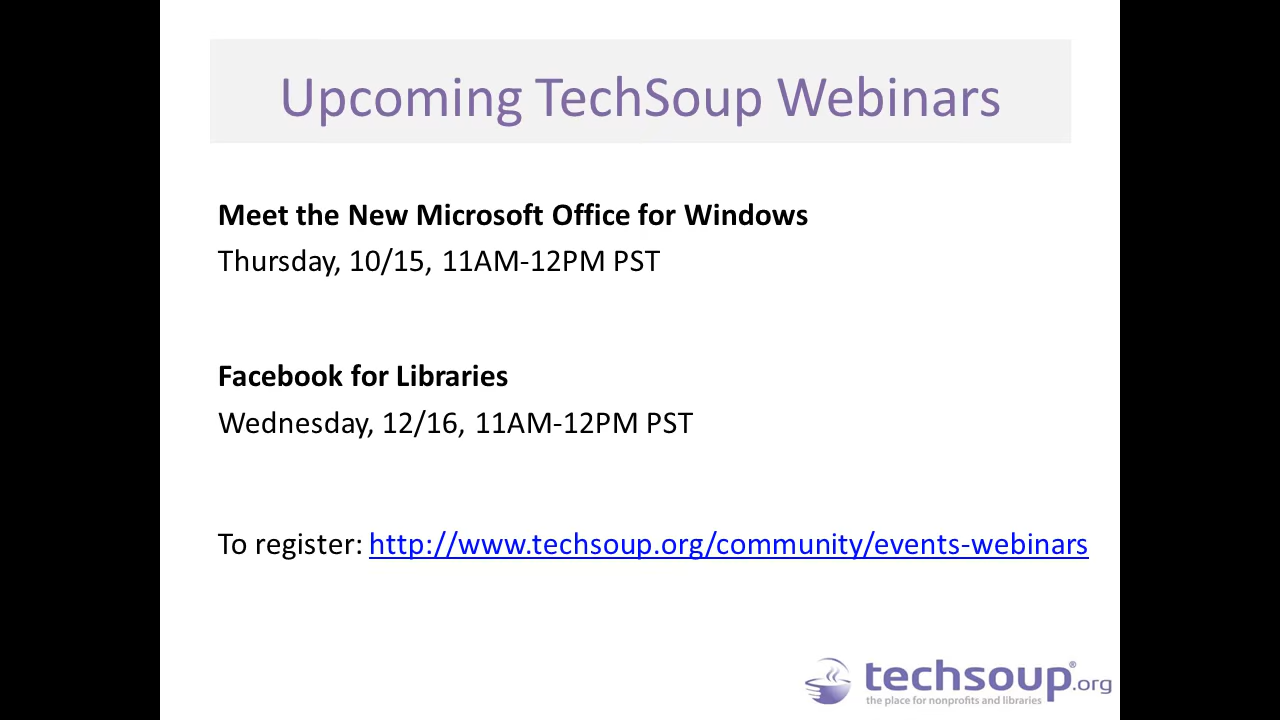 Upcoming TechSoup Webinars
Meet the New Microsoft Office for Windows
Thursday, 10/15, 11AM-12PM PST
Facebook for Libraries
Wednesday, 12/16, 11AM-12PM PST
To register: http://www.techsoup.org/community/events-webinars
techsoup®.org
the place for nonprofits and libraries